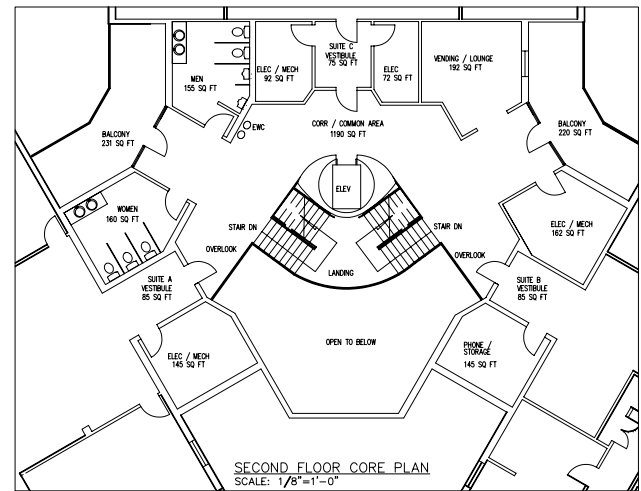 SUITE C
VESTIBULE
75 SQ FT
ELEC / MECH
92 SQ FT
ELEC
72 SQ FT
VENDING / LOUNGE
192 SQ FT
MEN
155 SQ FT
BALCONY
231 SQ FT
EWC
CORR / COMMON AREA
1190 SQ FT
BALCONY
220 SQ FT
ELEV
WOMEN
160 SQ FT
STAIR DN
STAIR DN
ELEC / MECH
162 SQ FT
OVERLOOK
OVERLOOK
LANDING
SUITE A
VESTIBULE
85 SQ FT
SUITE B
VESTIBULE
85 SQ FT
OPEN TO BELOW
ELEC / MECH
145 SQ FT
PHONE /
STORAGE
145 SQ FT
SECOND FLOOR CORE PLAN
SCALE: 1/8"=1'-0"